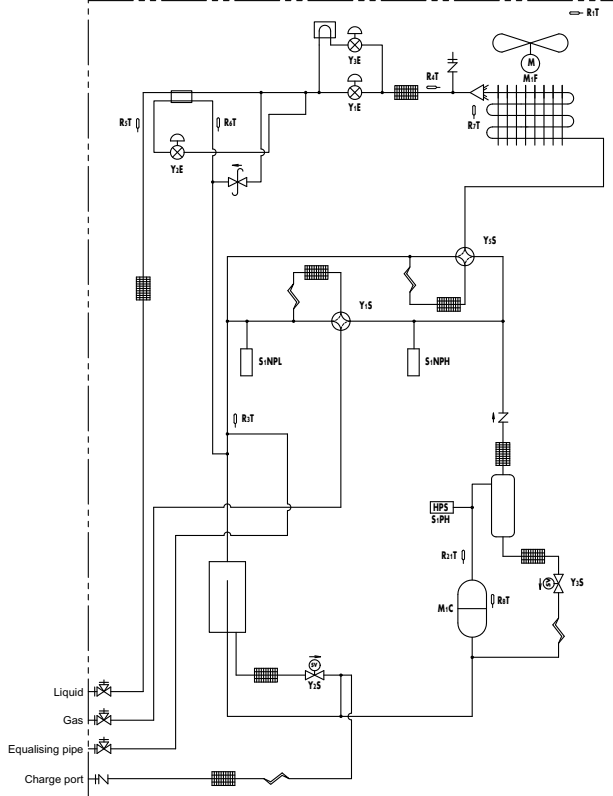 R1T
M
M1F
Y3E
Y1E
R4T
R7T
R5T
R6T
Y2E
Y5S
Y1S
S1NPL
S1NPH
R3T
HPS
S1PH
R21T
M1C
R8T
Y3S
SV
Y2S
Liquid
Gas
Equalising pipe
Charge port